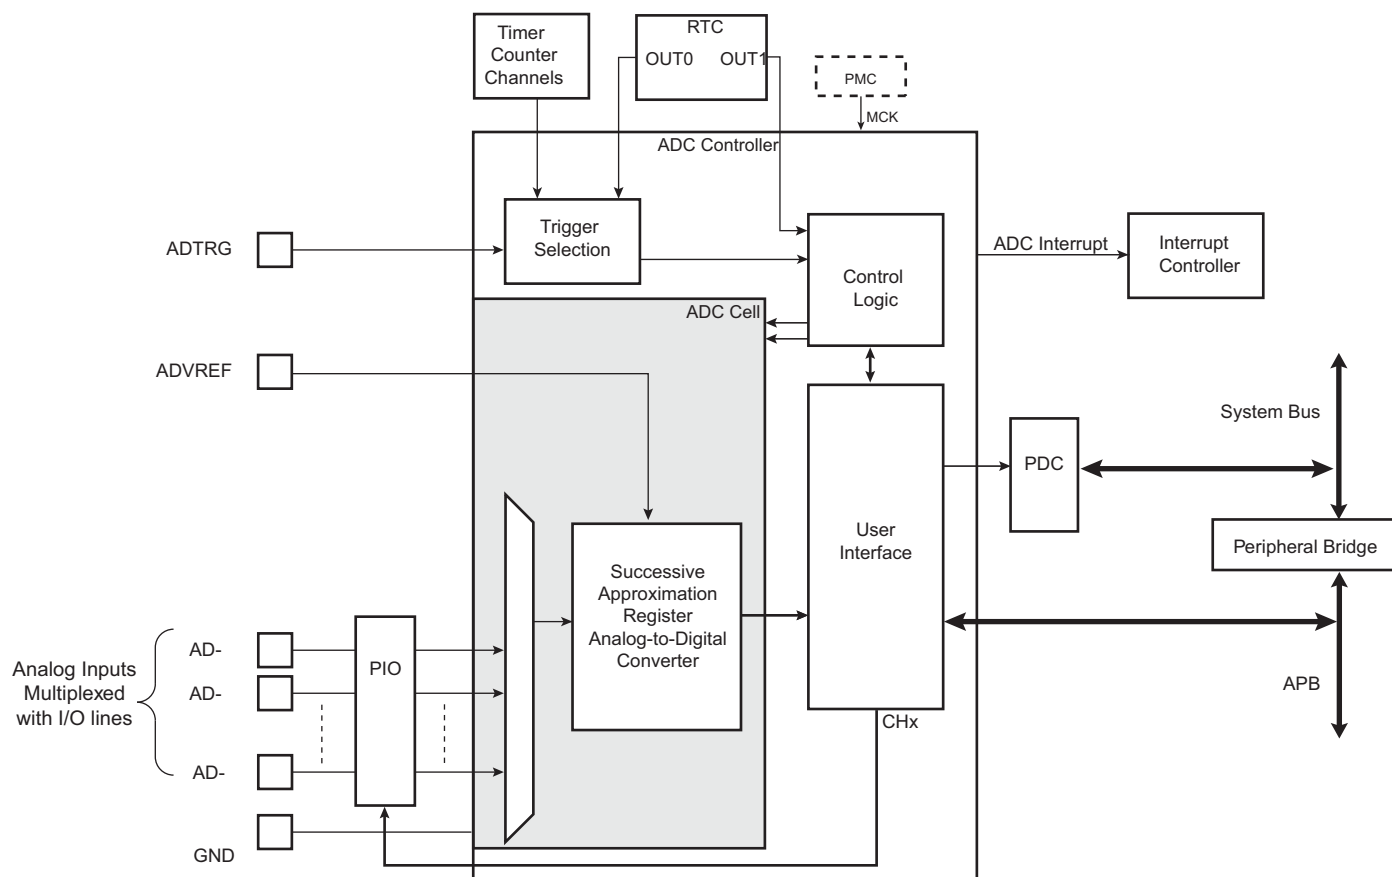 Timer
Counter
Channels
RTC
OUT0
OUT1
PMC
MCK
ADC Controller
ADTRG
Trigger
Selection
Control
Logic
ADC Interrupt
Interrupt
Controller
ADC Cell
ADVREF
System Bus
PDC
User
Interface
Peripheral Bridge
Successive
Approximation
Register
Analog-to-Digital
Converter
Analog Inputs
Multiplexed
with I/O lines
AD-
AD-
AD-
PIO
APB
CHx
GND